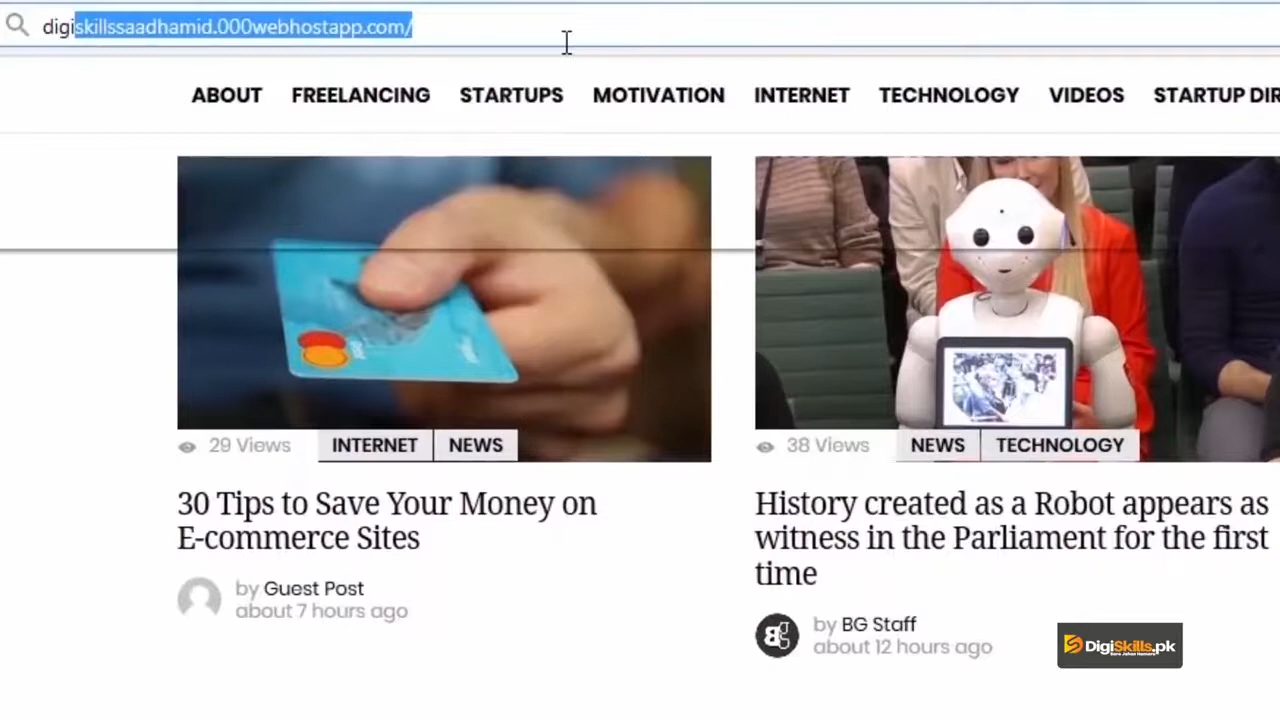 digiskillssaadhamid.000webhostapp.com/
ABOUT FREELANCING STARTUPS MOTIVATION INTERNET TECHNOLOGY VIDEOS STARTUP DIR
29 Views INTERNET NEWS
30 Tips to Save Your Money on
E-commerce Sites
by Guest Post
about 7 hours ago
38 Views NEWS TECHNOLOGY
History created as a Robot appears as
witness in the Parliament for the first
time
BG
by BG Staff
about 12 hours ago
DigiSkills.pk